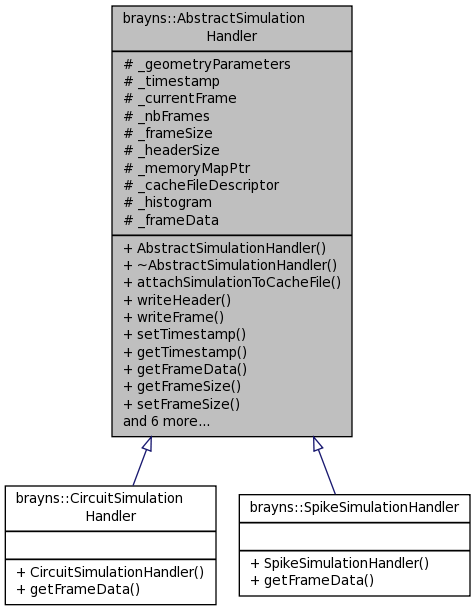 brayns::AbstractSimulation
Handler
# _geometryParameters
# _timestamp
# _currentFrame
# _nbFrames
# _frameSize
# _headerSize
# _memoryMapPtr
# _cacheFileDescriptor
# _histogram
# _frameData
+ AbstractSimulationHandler()
+ ~AbstractSimulationHandler()
+ attachSimulationToCacheFile()
+ writeHeader()
+ writeFrame()
+ setTimestamp()
+ getTimestamp()
+ getFrameData()
+ getFrameSize()
+ setFrameSize()
and 6 more...
brayns::CircuitSimulation
Handler
+ CircuitSimulationHandler()
+ getFrameData()
brayns::SpikeSimulationHandler
+ SpikeSimulationHandler()
+ getFrameData()